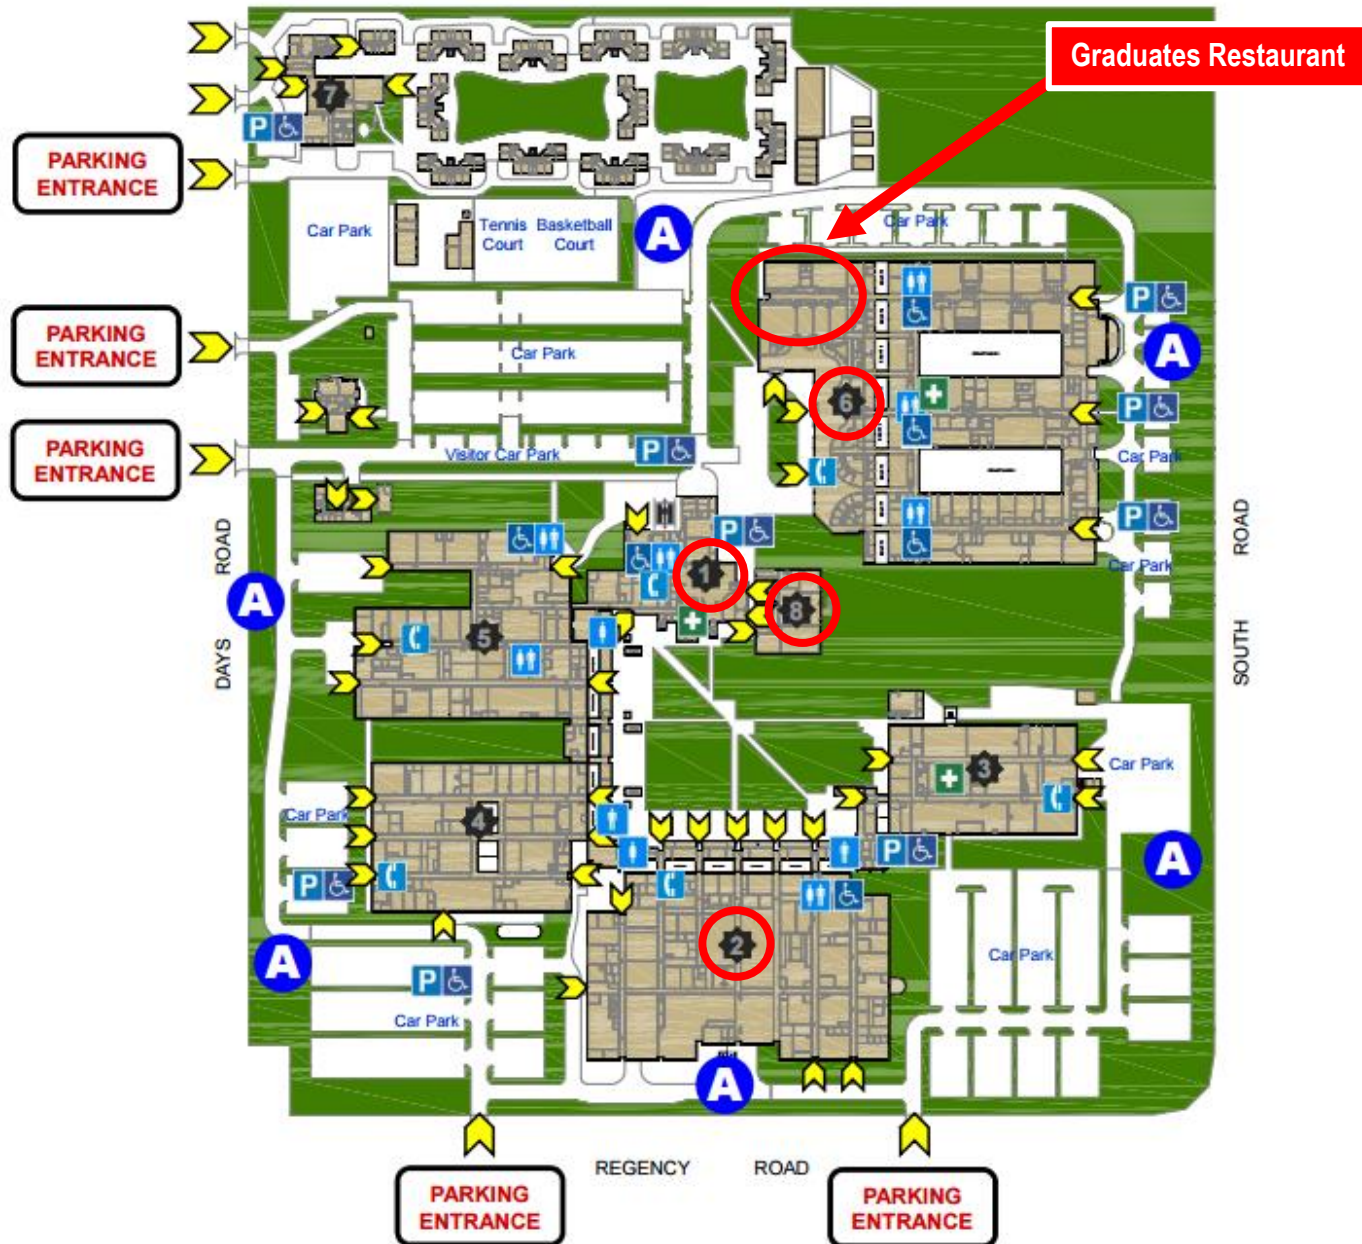 Graduates Restaurant
7
P
PARKING
ENTRANCE
Car Park
Tennis
Court
Basketball
Court
A
Car Park
P
PARKING
ENTRANCE
Car Park
A
6
P
PARKING
ENTRANCE
Visitor Car Park
P
Car Park
P
DAYS ROAD
SOUTH ROAD
P
1
8
Car Park
A
5
Car Park
3
Car Park
4
P
A
P
2
A
P
Car Park
Car Park
A
REGENCY ROAD
PARKING
ENTRANCE
PARKING
ENTRANCE